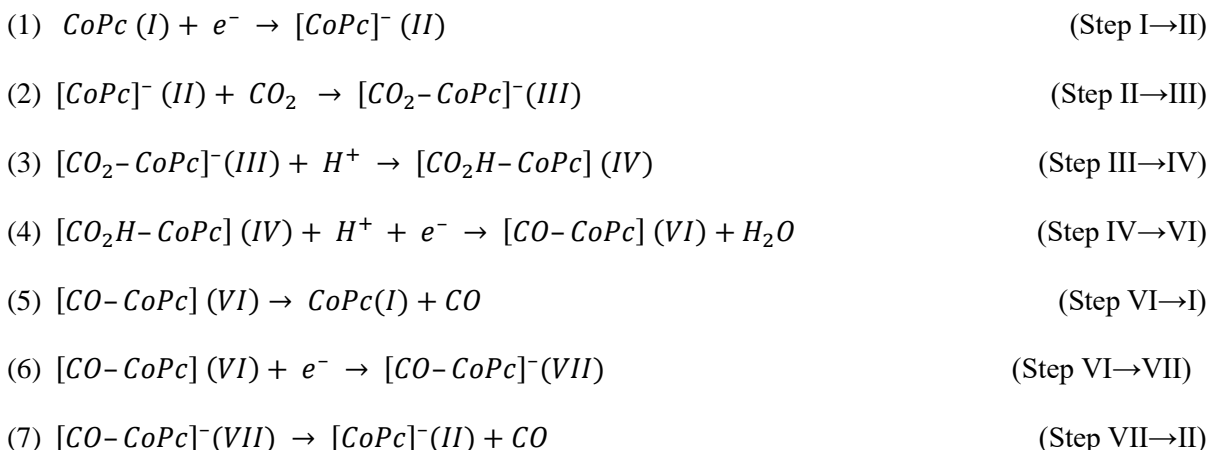 (1) CoPc (I) + e⁻ → [CoPc]⁻ (II) (Step I→II)
(2) [CoPc]⁻ (II) + CO₂ → [CO₂–CoPc]⁻(III) (Step II→III)
(3) [CO₂–CoPc]⁻(III) + H⁺ → [CO₂H–CoPc] (IV) (Step III→IV)
(4) [CO₂H–CoPc] (IV) + H⁺ + e⁻ → [CO–CoPc] (VI) + H₂O (Step IV→VI)
(5) [CO–CoPc] (VI) → CoPc(I) + CO (Step VI→I)
(6) [CO–CoPc] (VI) + e⁻ → [CO–CoPc]⁻(VII) (Step VI→VII)
(7) [CO–CoPc]⁻(VII) → [CoPc]⁻(II) + CO (Step VII→II)